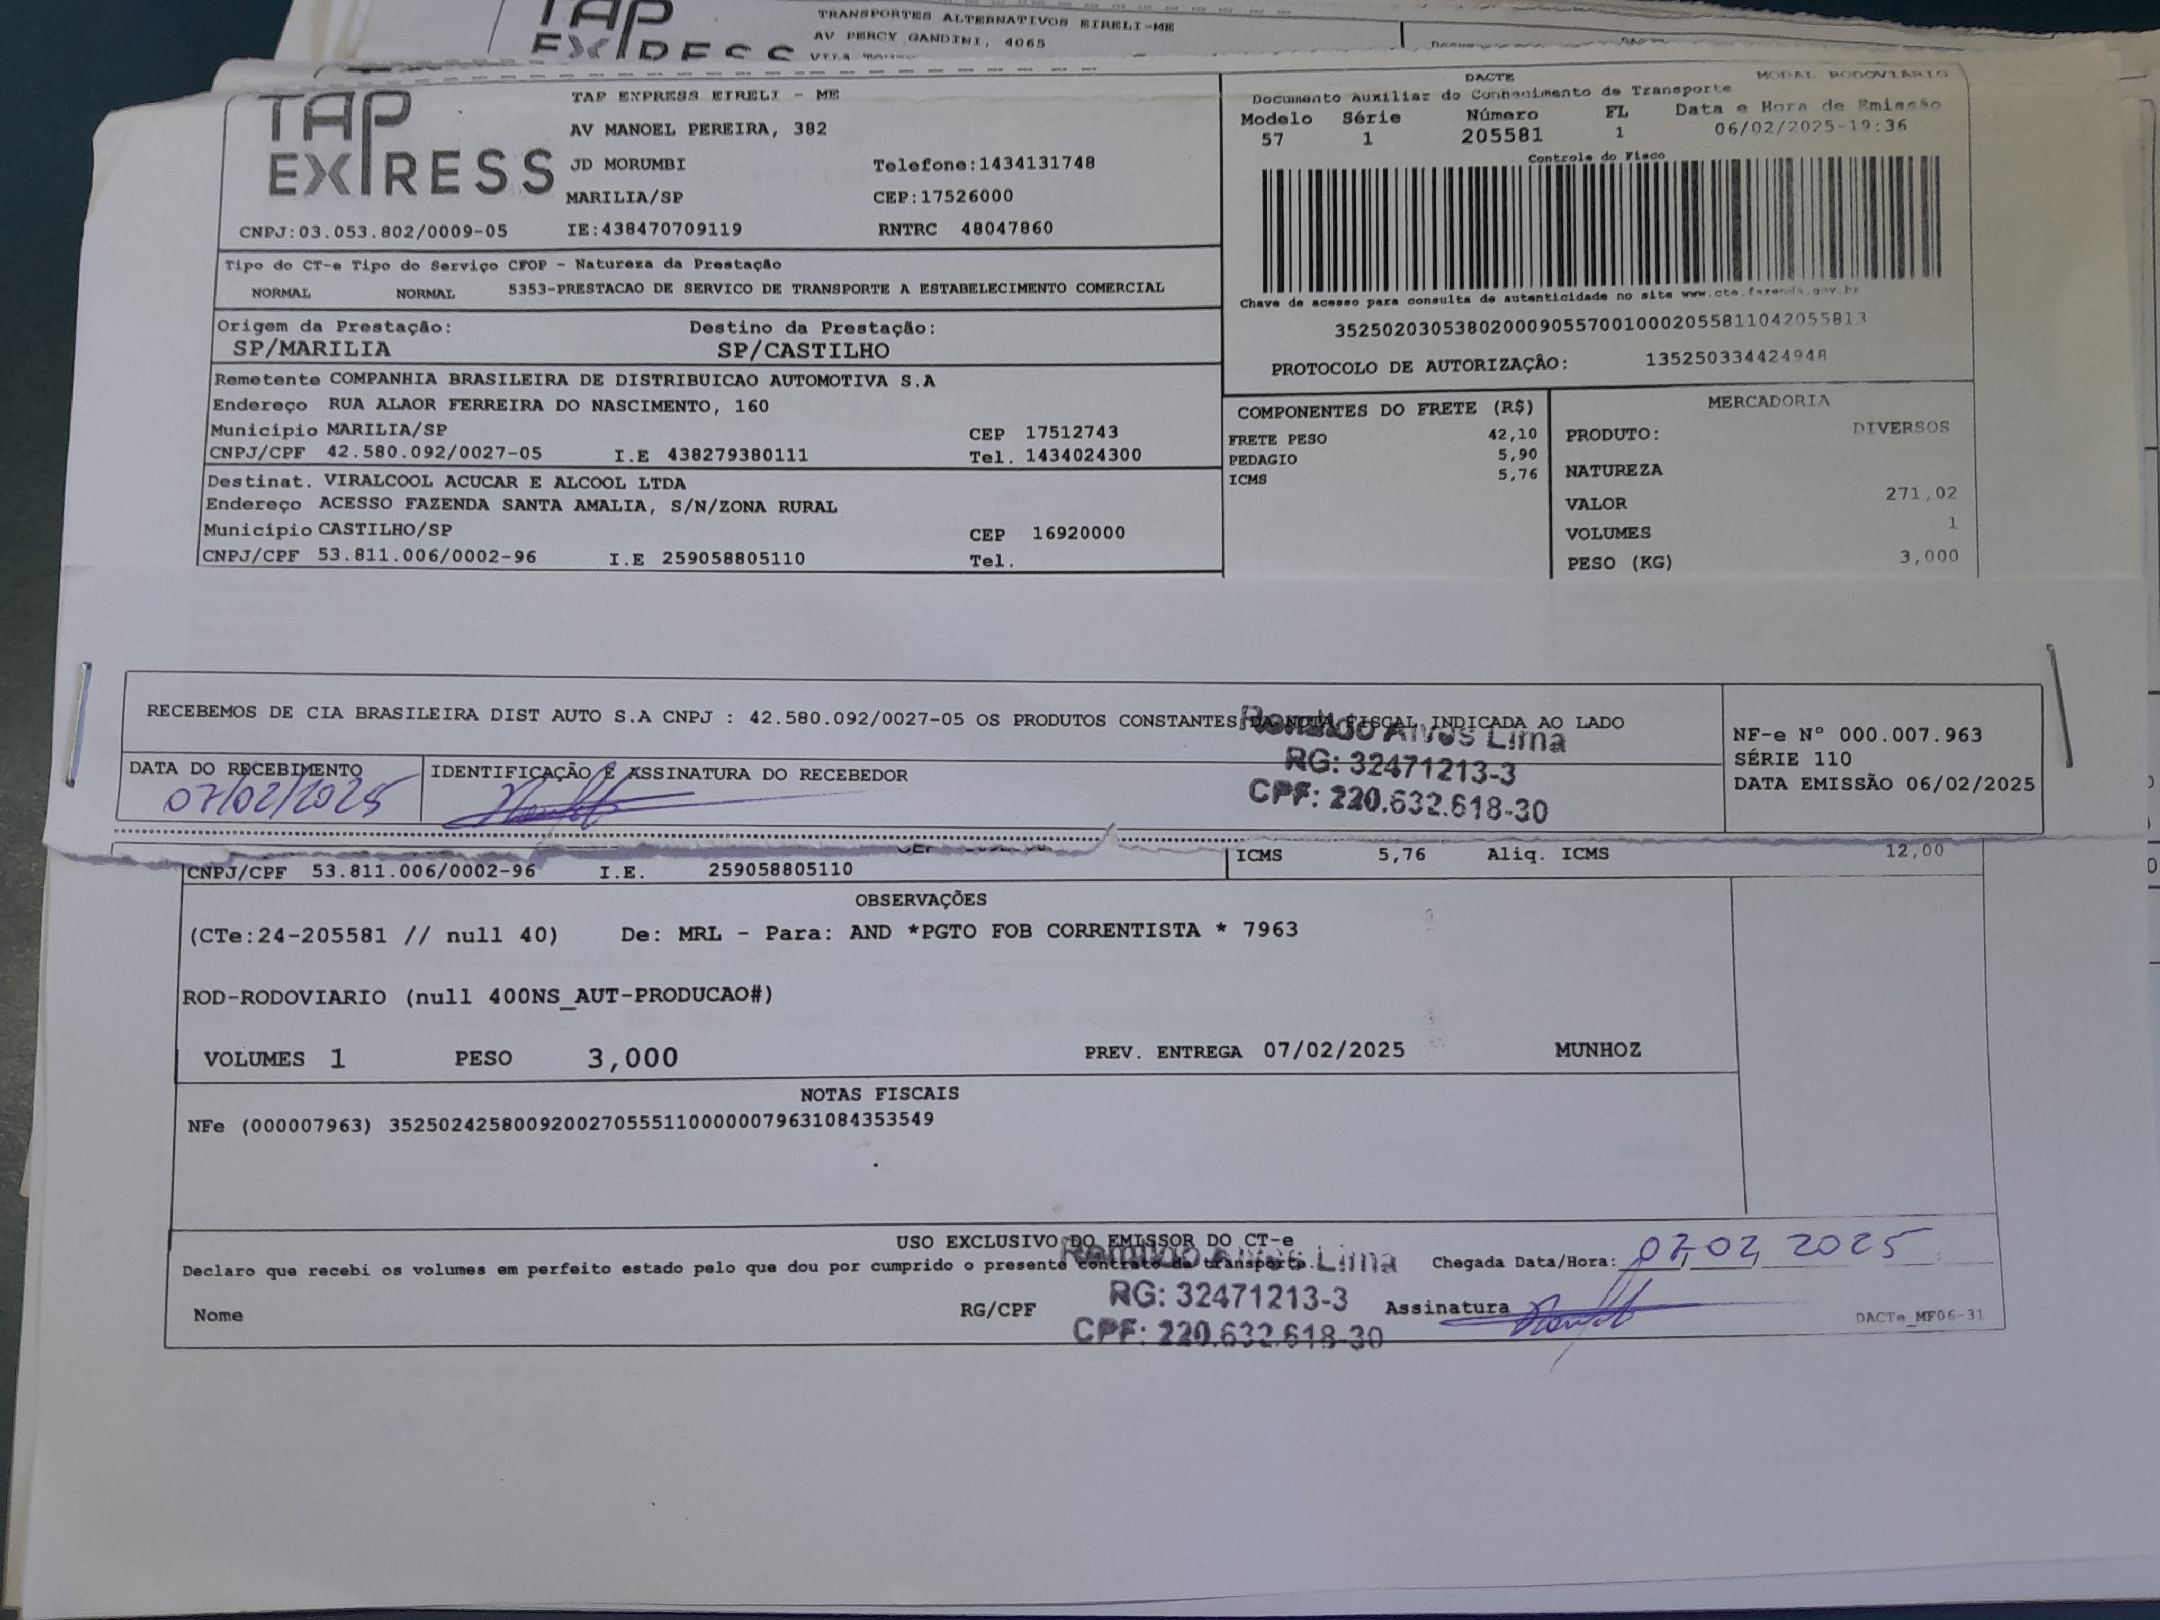 TAP
EXPRESS
TRANSPORTES ALTERNATIVOS EIRELI-ME
AV PERCY GANDINI, 4065
TAP
EXPRESS
TAP EXPRESS EIRELI - ME
AV MANOEL PEREIRA, 382
JD MORUMBI Telefone:1434131748
MARILIA/SP CEP:17526000
CNPJ:03.053.802/0009-05 IE:438470709119 RNTRC 48047860
DACTE MODAL RODOVIARIO
Documento Auxiliar do Conhecimento de Transporte
Modelo Série Número FL Data e Hora de Emissão
57 1 205581 1 06/02/2025-19:36
Controle do Fisco
Chave de acesso para consulta de autenticidade no site www.cte.fazenda.gov.br
35250203053802000905570010002055811042055813
PROTOCOLO DE AUTORIZAÇÃO: 135250334424948
Tipo do CT-e Tipo do Serviço CFOP - Natureza da Prestação
NORMAL NORMAL 5353-PRESTACAO DE SERVICO DE TRANSPORTE A ESTABELECIMENTO COMERCIAL
Origem da Prestação: Destino da Prestação:
SP/MARILIA SP/CASTILHO
Remetente COMPANHIA BRASILEIRA DE DISTRIBUICAO AUTOMOTIVA S.A
Endereço RUA ALAOR FERREIRA DO NASCIMENTO, 160
Município MARILIA/SP CEP 17512743
CNPJ/CPF 42.580.092/0027-05 I.E 438279380111 Tel. 1434024300
Destinat. VIRALCOOL ACUCAR E ALCOOL LTDA
Endereço ACESSO FAZENDA SANTA AMALIA, S/N/ZONA RURAL
Município CASTILHO/SP CEP 16920000
CNPJ/CPF 53.811.006/0002-96 I.E 259058805110 Tel.
COMPONENTES DO FRETE (R$)
FRETE PESO 42,10
PEDAGIO 5,90
ICMS 5,76
MERCADORIA
PRODUTO: DIVERSOS
NATUREZA
VALOR 271,02
VOLUMES 1
PESO (KG) 3,000
RECEBEMOS DE CIA BRASILEIRA DIST AUTO S.A CNPJ : 42.580.092/0027-05 OS PRODUTOS CONSTANTES DA NOTA FISCAL INDICADA AO LADO
DATA DO RECEBIMENTO IDENTIFICAÇÃO E ASSINATURA DO RECEBEDOR
07/02/2025
Alves Lima
RG: 32471213-3
CPF: 220.632.618-30
NF-e Nº 000.007.963
SÉRIE 110
DATA EMISSÃO 06/02/2025
CNPJ/CPF 53.811.006/0002-96 I.E. 259058805110
ICMS 5,76 Aliq. ICMS 12,00
OBSERVAÇÕES
(CTe:24-205581 // null 40) De: MRL - Para: AND *PGTO FOB CORRENTISTA * 7963
ROD-RODOVIARIO (null 400NS_AUT-PRODUCAO#)
VOLUMES 1 PESO 3,000 PREV. ENTREGA 07/02/2025 MUNHOZ
NOTAS FISCAIS
NFe (000007963) 35250242580092002705551100000079631084353549
USO EXCLUSIVO DO EMISSOR DO CT-e
Declaro que recebi os volumes em perfeito estado pelo que dou por cumprido o presente contrato de transporte.
Chegada Data/Hora: 07,02, 2025
Alves Lima
RG: 32471213-3
CPF: 220.632.618-30
Nome RG/CPF Assinatura
DACTe_MF06-31